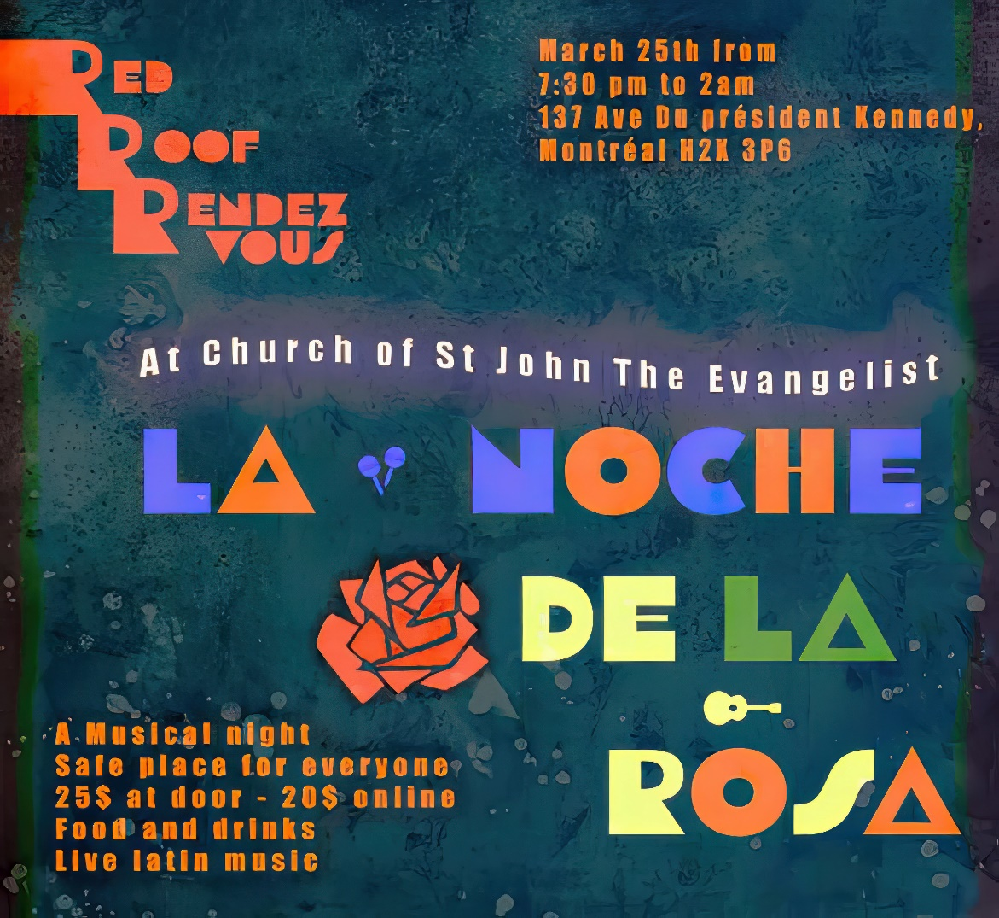 RED
ROOF
RENDEZ
VOUS
March 25th from
7:30 pm to 2am
137 Ave Du président Kennedy,
Montréal H2X 3P6
At Church of St John The Evangelist
LA NOCHE
DE LA
ROSA
A Musical night
Safe place for everyone
25$ at door - 20$ online
Food and drinks
Live latin music